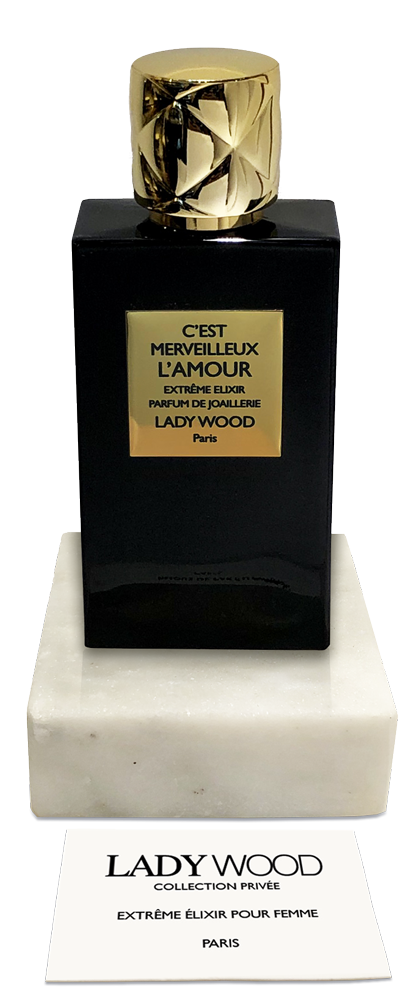 C'EST
MERVEILLEUX
L'AMOUR
EXTRÊME ELIXIR
PARFUM DE JOAILLERIE
LADY WOOD
Paris
LADY WOOD
COLLECTION PRIVÉE
EXTRÊME ÉLIXIR POUR FEMME
PARIS